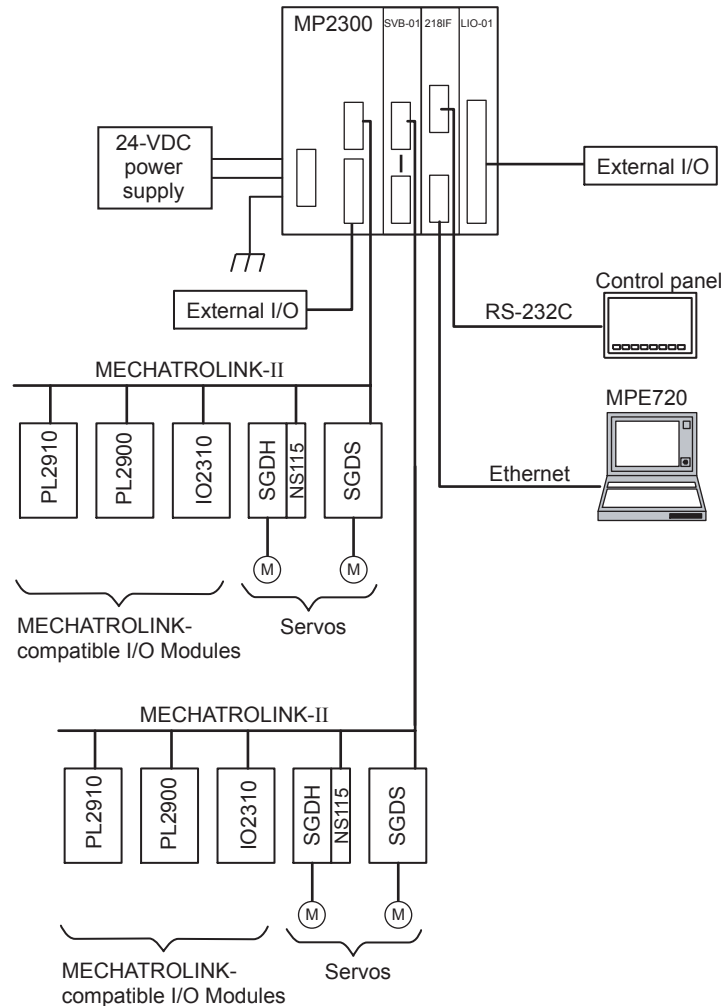 MP2300
SVB-01
218IF
LIO-01
24-VDC
power
supply
External I/O
External I/O
Control panel
RS-232C
MECHATROLINK-II
MPE720
PL2910
PL2900
IO2310
SGDH
NS115
SGDS
Ethernet
M
M
MECHATROLINK-
compatible I/O Modules
Servos
MECHATROLINK-II
PL2910
PL2900
IO2310
SGDH
NS115
SGDS
M
M
MECHATROLINK-
compatible I/O Modules
Servos